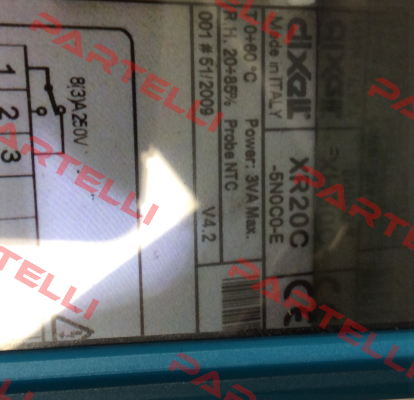 dixell XR20C
Made in ITALY -5N0C0-E
T0÷60 °C Power: 3VA Max.
R.H. 20÷85% Probe NTC
001 # 51/2009 V4.2
8(3)A 250V
1 2 3
PARTELLI
PARTELLI
PARTELLI
PARTELLI
PARTELLI